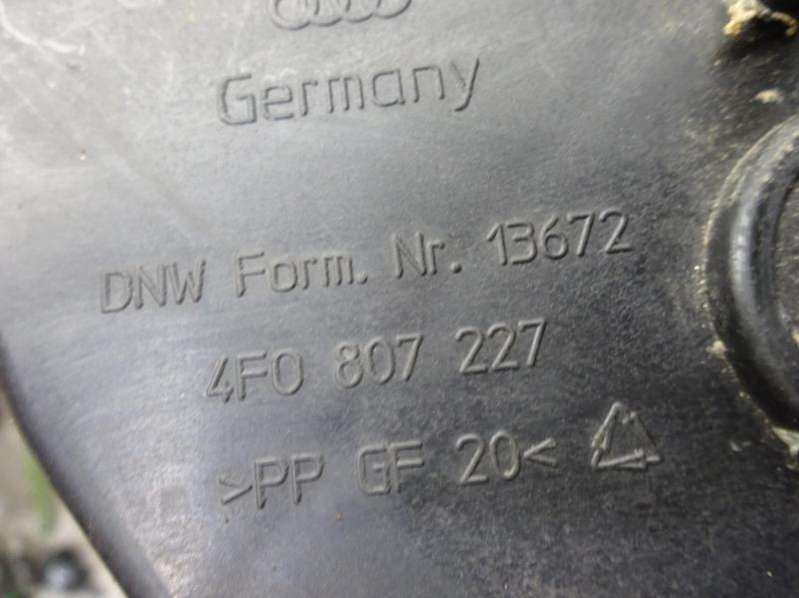 Germany
DNW Form. Nr. 13672
4F0 807 227
>PP GF 20<